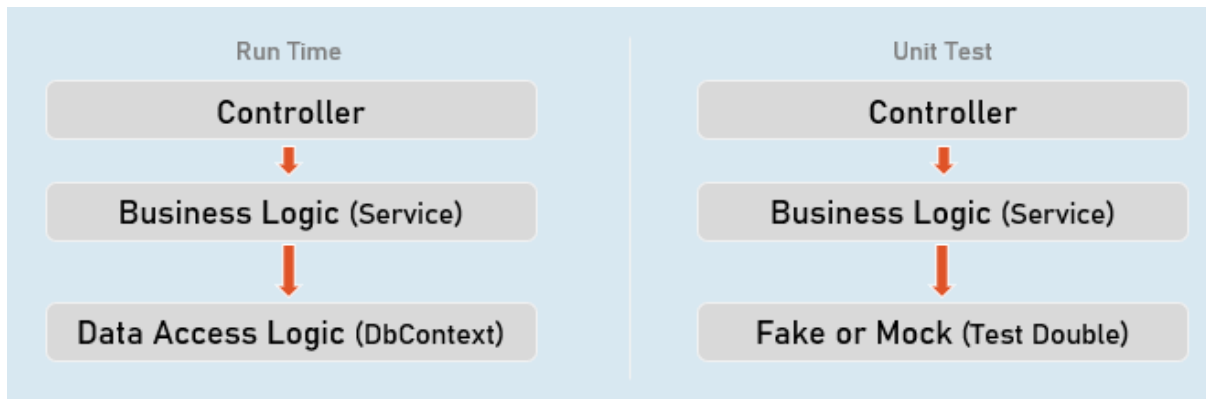 Run Time
Controller
Business Logic (Service)
Data Access Logic (DbContext)
Unit Test
Controller
Business Logic (Service)
Fake or Mock (Test Double)